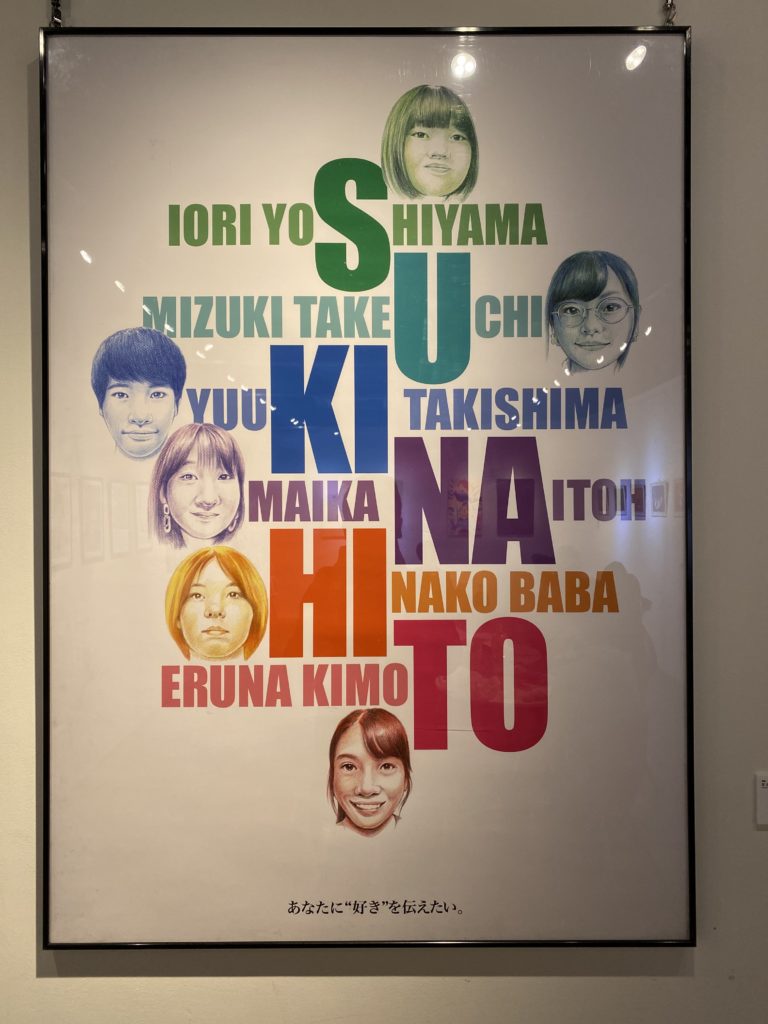 IORI YOSHIYAMA
MIZUKI TAKEUCHI
YUUKI TAKISHIMA
MAIKA NAITOH
HINAKO BABA
ERUNA KIMOTO
あなたに“好き”を伝えたい。